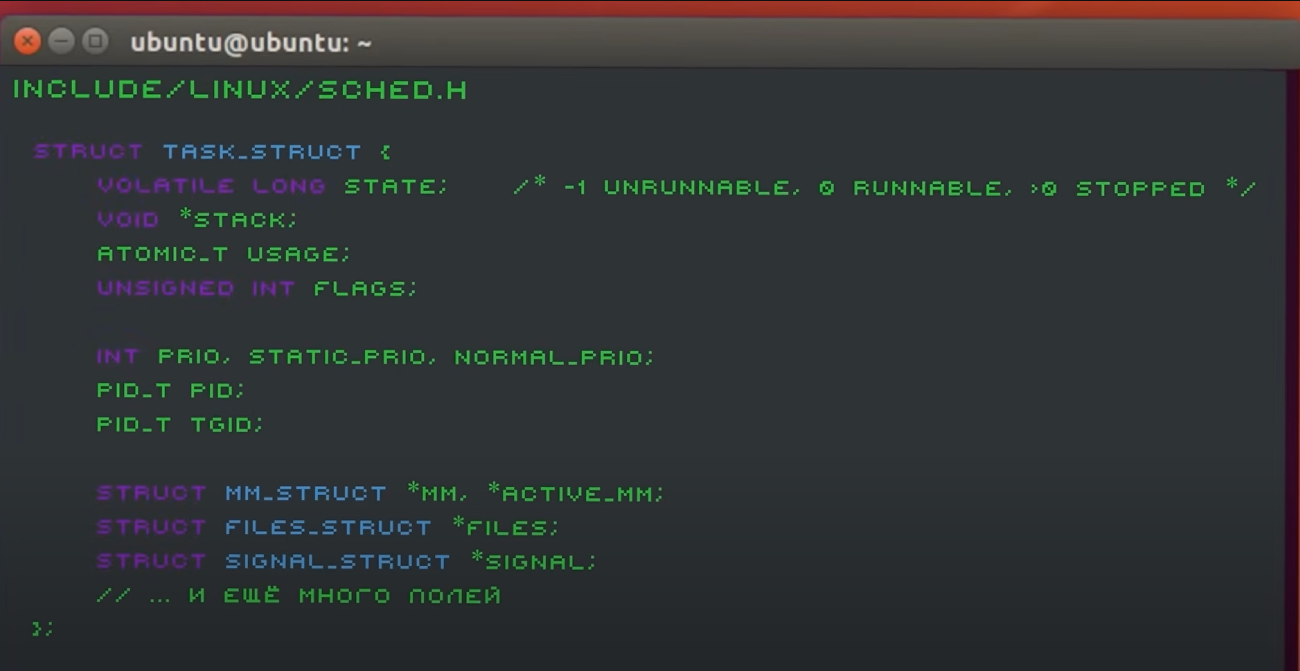 ubuntu@ubuntu: ~
INCLUDE/LINUX/SCHED.H
STRUCT TASK_STRUCT {
VOLATILE LONG STATE; /* -1 UNRUNNABLE, 0 RUNNABLE, >0 STOPPED */
VOID *STACK;
ATOMIC_T USAGE;
UNSIGNED INT FLAGS;
INT PRIO, STATIC_PRIO, NORMAL_PRIO;
PID_T PID;
PID_T TGID;
STRUCT MM_STRUCT *MM, *ACTIVE_MM;
STRUCT FILES_STRUCT *FILES;
STRUCT SIGNAL_STRUCT *SIGNAL;
// ... И ЕЩЁ МНОГО ПОЛЕЙ
};